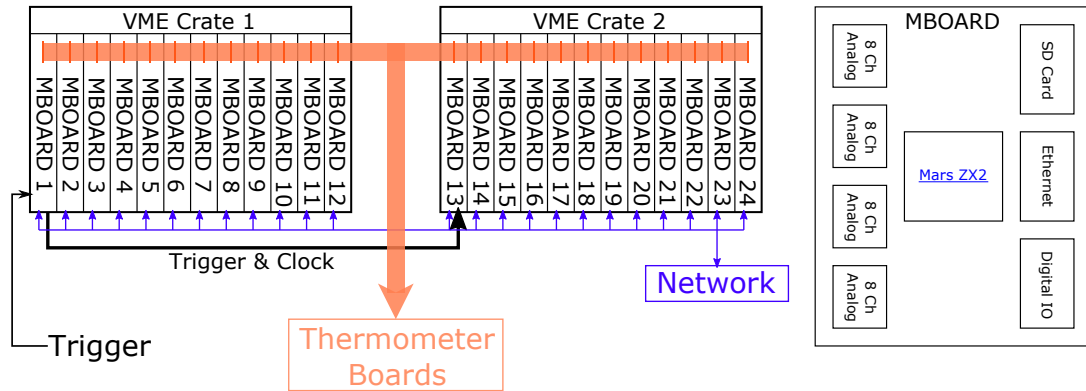 VME Crate 1
MBOARD 1
MBOARD 2
MBOARD 3
MBOARD 4
MBOARD 5
MBOARD 6
MBOARD 7
MBOARD 8
MBOARD 9
MBOARD 10
MBOARD 11
MBOARD 12
VME Crate 2
MBOARD 13
MBOARD 14
MBOARD 15
MBOARD 16
MBOARD 17
MBOARD 18
MBOARD 19
MBOARD 20
MBOARD 21
MBOARD 22
MBOARD 23
MBOARD 24
Trigger & Clock
Network
Trigger
Thermometer
Boards
MBOARD
8 Ch
Analog
8 Ch
Analog
8 Ch
Analog
8 Ch
Analog
Mars ZX2
SD Card
Ethernet
Digital IO